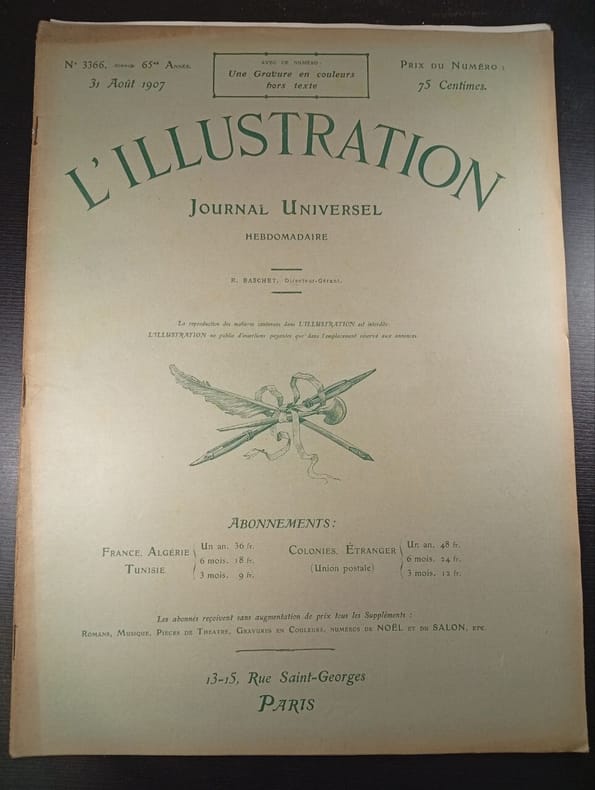 N° 3366. 65me Année.
31 Août 1907
AVEC CE NUMÉRO :
Une Gravure en couleurs
hors texte
Prix du Numéro :
75 Centimes.
L'ILLUSTRATION
Journal Universel
HEBDOMADAIRE
R. BASCHET, Directeur-Gérant.
La reproduction des matières contenues dans L'ILLUSTRATION est interdite.
L'ILLUSTRATION ne publie d'insertions payantes que dans l'emplacement réservé aux annonces.
Abonnements :
France, Algérie
Tunisie
Un an. 36 fr.
6 mois. 18 fr.
3 mois. 9 fr.
Colonies, Étranger
(Union postale)
Un an. 48 fr.
6 mois. 24 fr.
3 mois. 12 fr.
Les abonnés reçoivent sans augmentation de prix tous les Suppléments :
Romans, Musique, Pièces de Théatre, Gravures en Couleurs, numéros de NOËL et du SALON, etc.
13-15, Rue Saint-Georges
Paris